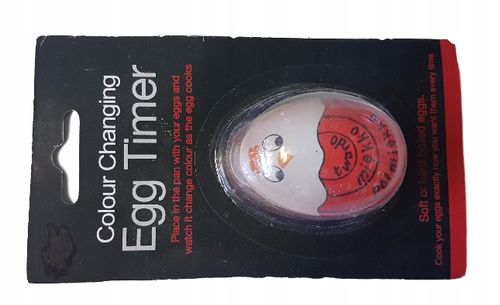 Colour Changing
Egg Timer
Place in the pan with your eggs and
watch it change colour as the egg cooks
Soft or hard boiled eggs.
Cook your eggs exactly how you want them every time